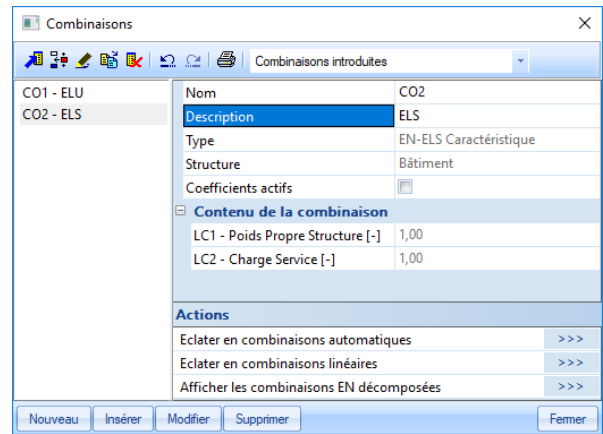 Combinaisons
Combinaisons introduites
CO1 - ELU
CO2 - ELS
Nom CO2
Description ELS
Type EN-ELS Caractéristique
Structure Bâtiment
Coefficients actifs
Contenu de la combinaison
LC1 - Poids Propre Structure [-] 1,00
LC2 - Charge Service [-] 1,00
Actions
Eclater en combinaisons automatiques >>>
Eclater en combinaisons linéaires >>>
Afficher les combinaisons EN décomposées >>>
Nouveau Insérer Modifier Supprimer Fermer